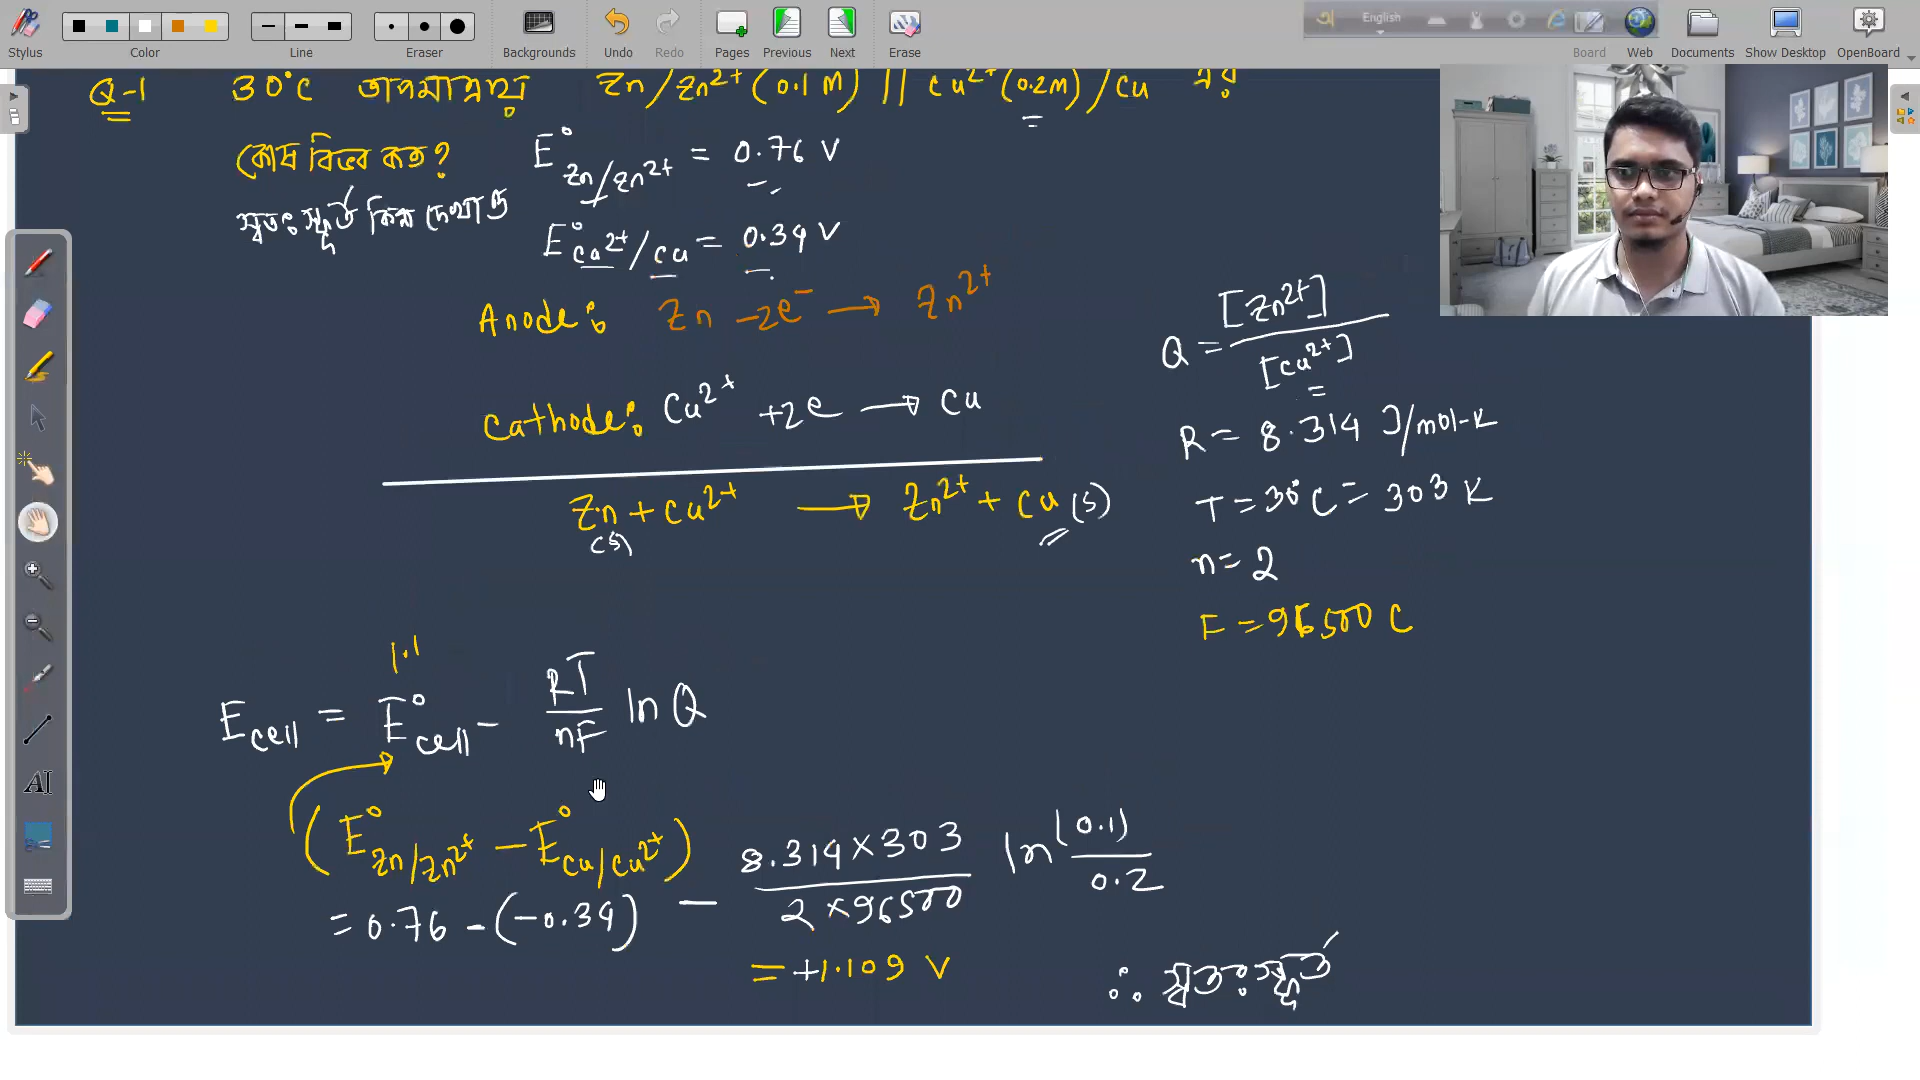 Stylus Color Line Eraser Backgrounds Undo Redo Pages Previous Next Erase English Board Web Documents Show Desktop OpenBoard
Q-1 30°C তাপমাত্রায় Zn/Zn²⁺(0.1 M) || Cu²⁺(0.2M)/Cu এর
কোষ বিভব কত? E°Zn/Zn²⁺ = 0.76 V
স্বতঃস্ফূর্ত কিনা দেখাও
E°Cu²⁺/Cu = 0.34 V
Anode: Zn -2e⁻ → Zn²⁺
Cathode: Cu²⁺ +2e → Cu
Zn(s) + Cu²⁺ → Zn²⁺ + Cu(s)
Q = [Zn²⁺]/[Cu²⁺]
R = 8.314 J/mol-K
T = 30°C = 303 K
n = 2
F = 96500 C
1.1
Ecell = E°cell - RT/nF ln Q
(E°Zn/Zn²⁺ - E°Cu/Cu²⁺)
= 0.76 - (-0.34) - 8.314×303/2×96500 ln (0.1)/0.2
= +1.109 V
∴ স্বতঃস্ফূর্ত
AI